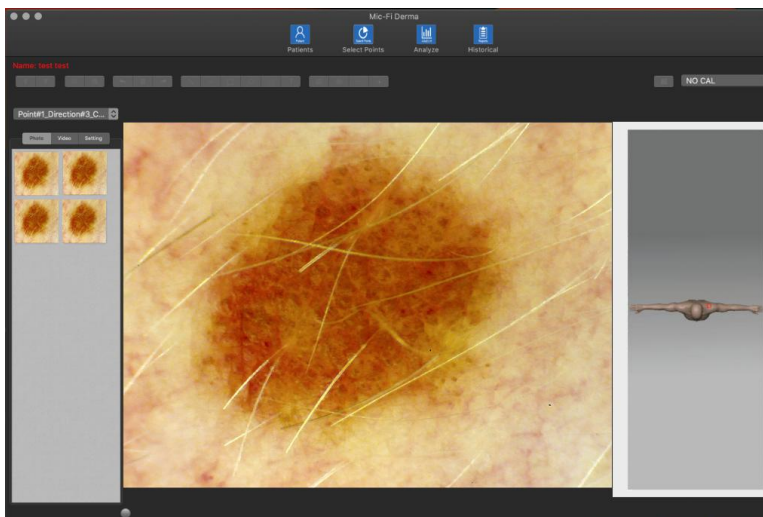 Mic-Fi Derma
Patients Select Points Analyze Historical
Name: test test
NO CAL
Point#1_Direction#3_C...
Photo Video Setting